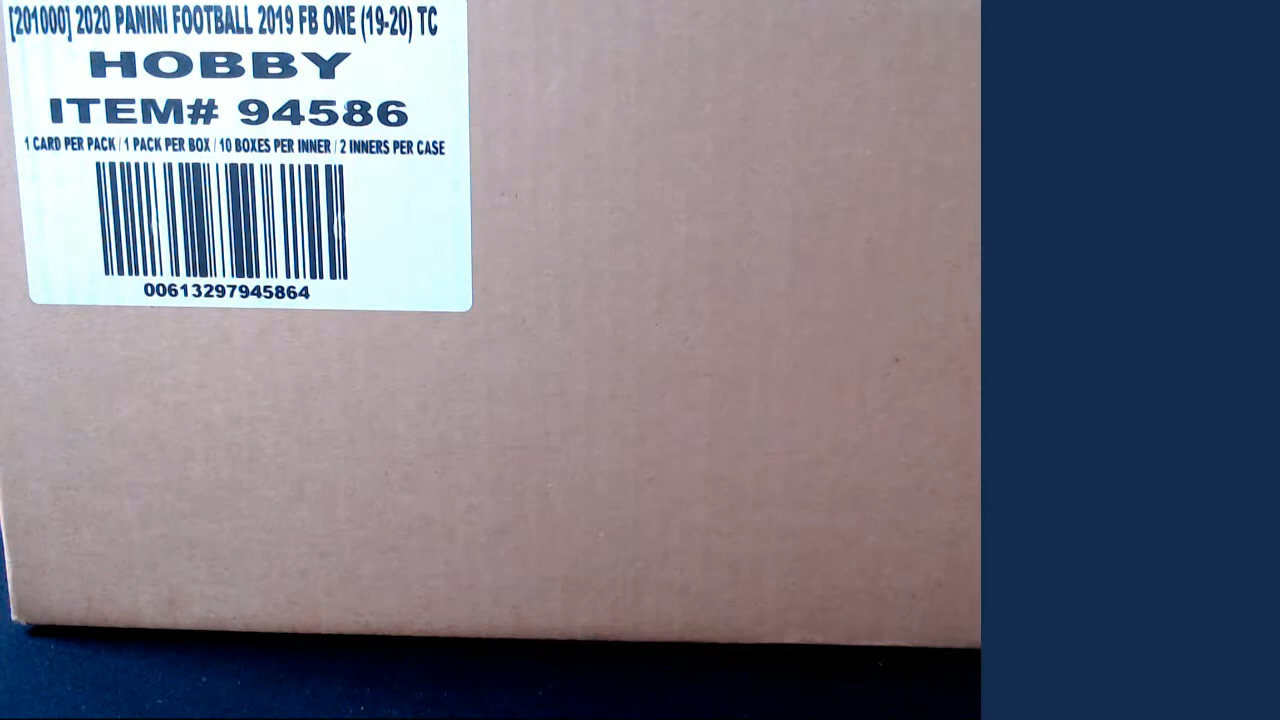 [201000] 2020 PANINI FOOTBALL 2019 FB ONE (19-20) TC
HOBBY
ITEM# 94586
1 CARD PER PACK / 1 PACK PER BOX / 10 BOXES PER INNER / 2 INNERS PER CASE
00613297945864